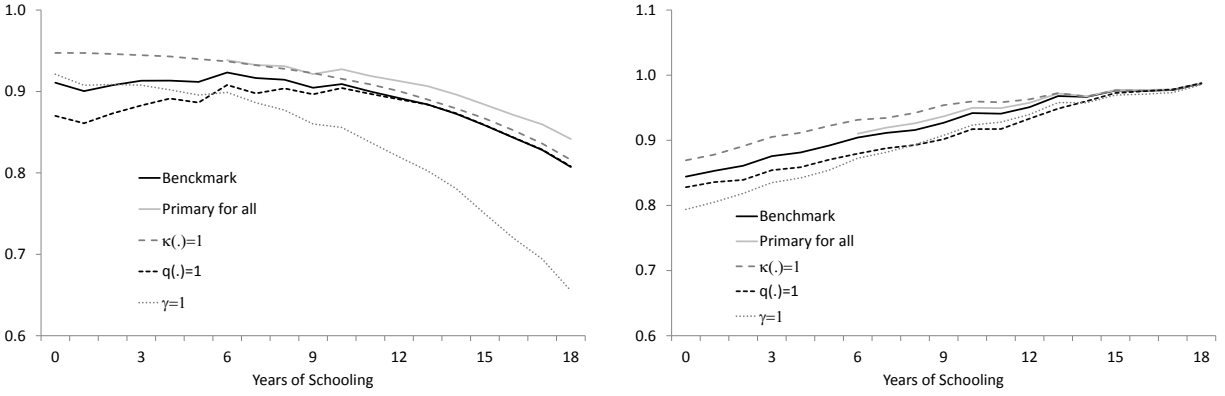 1.0
0.9
0.8
0.7
0.6
Benckmark
Primary for all
κ(.)=1
q(.)=1
γ=1
0 3 6 9 12 15 18
Years of Schooling
1.1
1.0
0.9
0.8
0.7
0.6
Benchmark
Primary for all
κ(.)=1
q(.)=1
γ=1
0 3 6 9 12 15 18
Years of Schooling